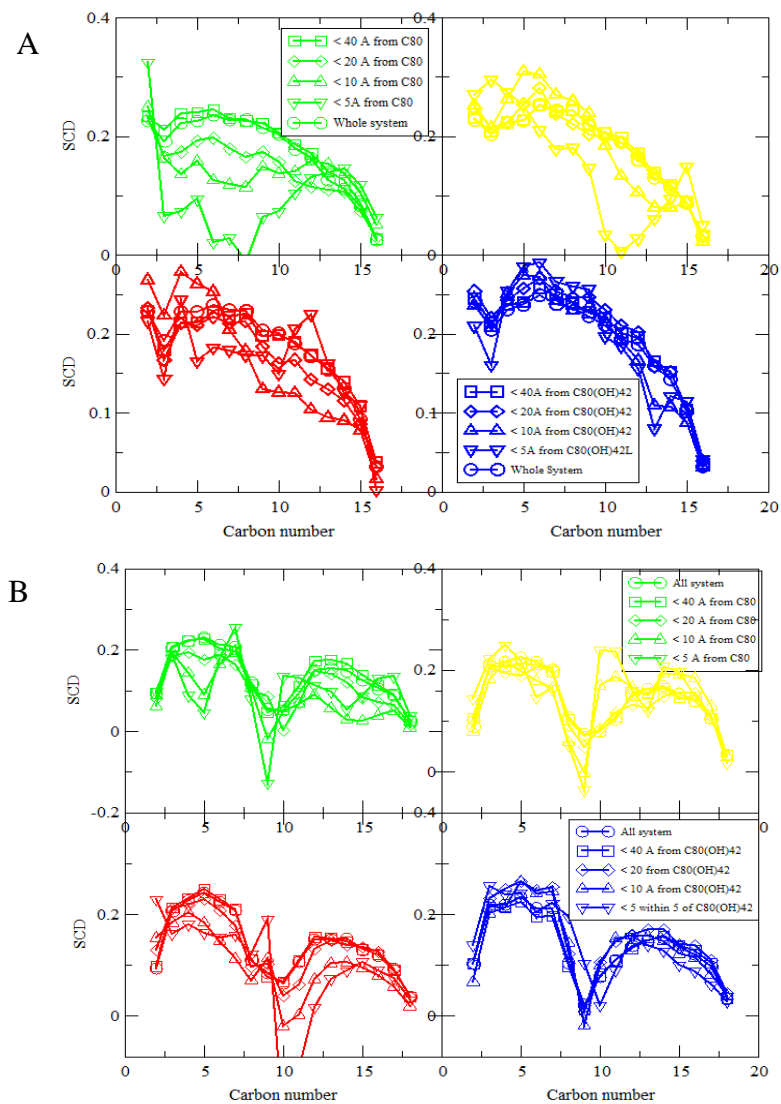 A
0.4
0.2
0
SCD
< 40 A from C80
< 20 A from C80
< 10 A from C80
< 5A from C80
Whole system
0.4
0.2
0
0 5 10 15 20
0.2
0.1
0
SCD
0 5 10 15
Carbon number
0.2
0.1
0
< 40A from C80(OH)42
< 20A from C80(OH)42
< 10A from C80(OH)42
< 5A from C80(OH)42L
Whole System
0 5 10 15 20
Carbon number
B
0.4
0.2
0
-0.2
SCD
0 5 10 15
0.4
0.2
0
0.4
All system
< 40 A from C80
< 20 A from C80
< 10 A from C80
< 5 A from C80
0 5 10 15 20
0.2
0
SCD
0 5 10 15
Carbon number
0.2
0
All system
< 40 A from C80(OH)42
< 20 from C80(OH)42
< 10 A from C80(OH)42
< 5 within 5 of C80(OH)42
0 5 10 15 20
Carbon number